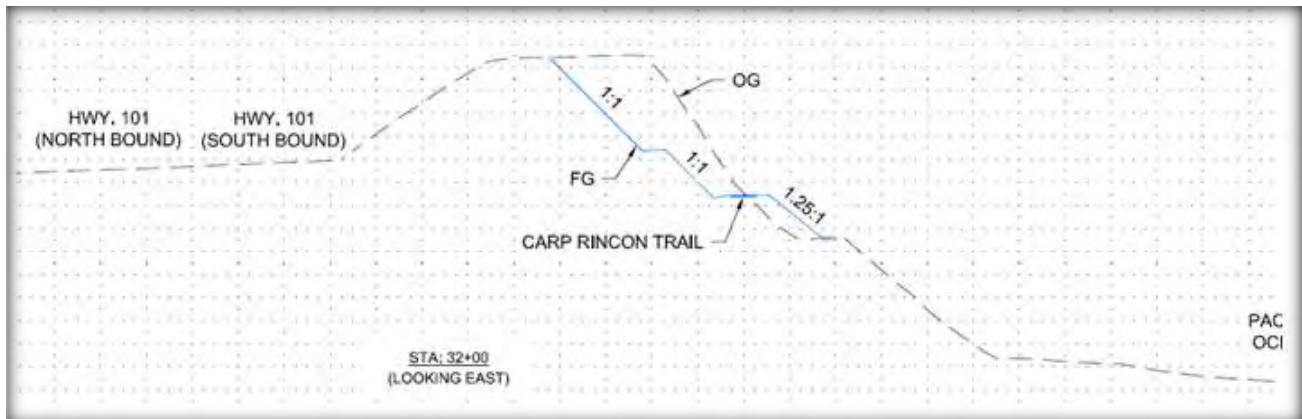 OG
HWY. 101
(NORTH BOUND)
HWY. 101
(SOUTH BOUND)
1:1
1:1
FG
1.25:1
CARP RINCON TRAIL
PAC
OCI
STA: 32+00
(LOOKING EAST)